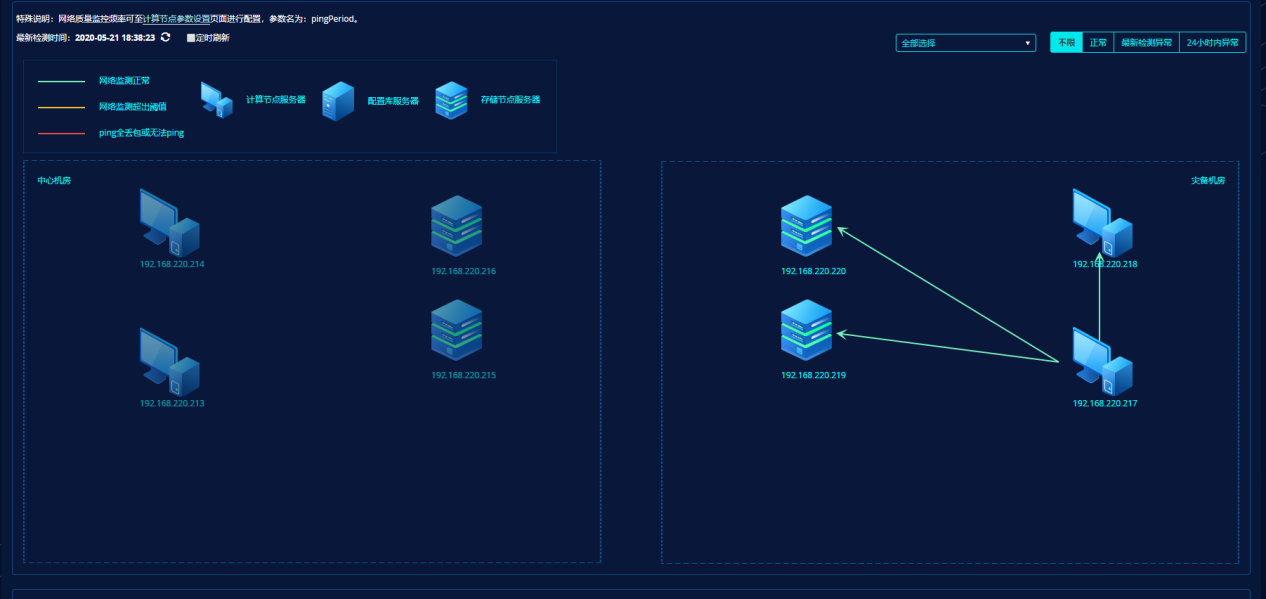 特殊说明：网络质量监控频率可至计算节点参数设置页面进行配置，参数名为：pingPeriod。
最新检测时间：2020-05-21 18:38:23 定时刷新
全部选择 不限 正常 最新检测异常 24小时内异常
网络监测正常
网络监测超出阈值
ping全丢包或无法ping
计算节点服务器 配置库服务器 存储节点服务器
中心机房
192.168.220.214
192.168.220.216
192.168.220.215
192.168.220.213
灾备机房
192.168.220.220
192.168.220.218
192.168.220.219
192.168.220.217